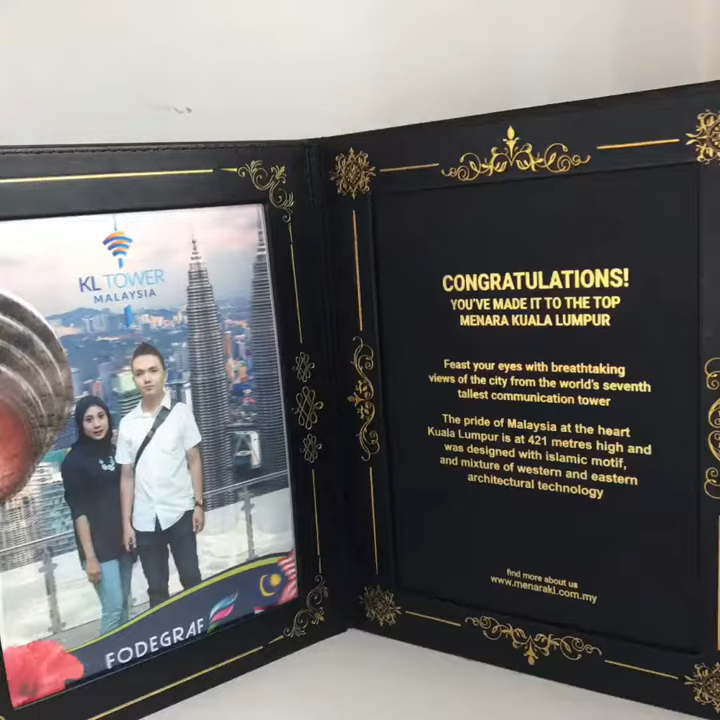 KL TOWER
MALAYSIA
FODEGRAF
CONGRATULATIONS!
YOU'VE MADE IT TO THE TOP
MENARA KUALA LUMPUR
Feast your eyes with breathtaking
views of the city from the world's seventh
tallest communication tower
The pride of Malaysia at the heart
Kuala Lumpur is at 421 metres high and
was designed with islamic motif,
and mixture of western and eastern
architectural technology
find more about us
www.menarakl.com.my